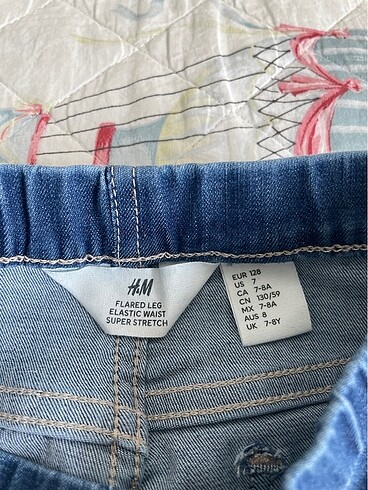 H&M
FLARED LEG
ELASTIC WAIST
SUPER STRETCH
EUR 128
US 7
CA 7-8A
CN 130/59
MX 7-8A
AUS 8
UK 7-8Y